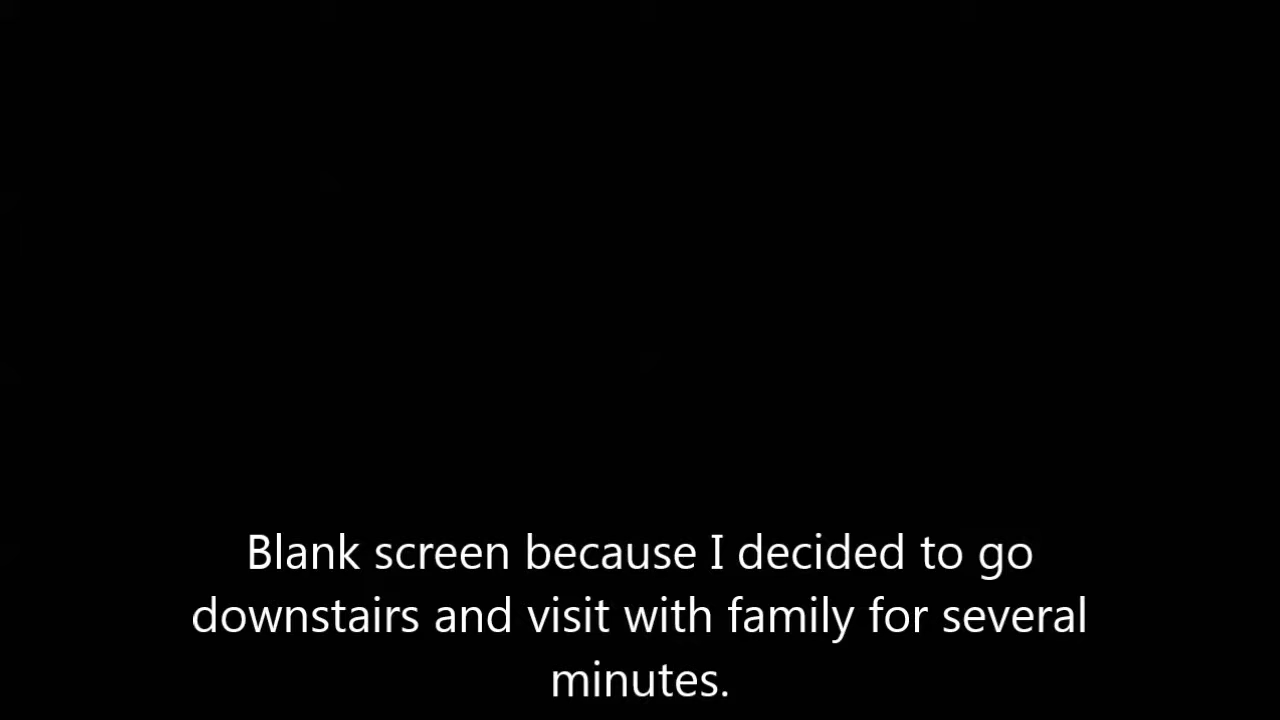 Blank screen because I decided to go
downstairs and visit with family for several
minutes.